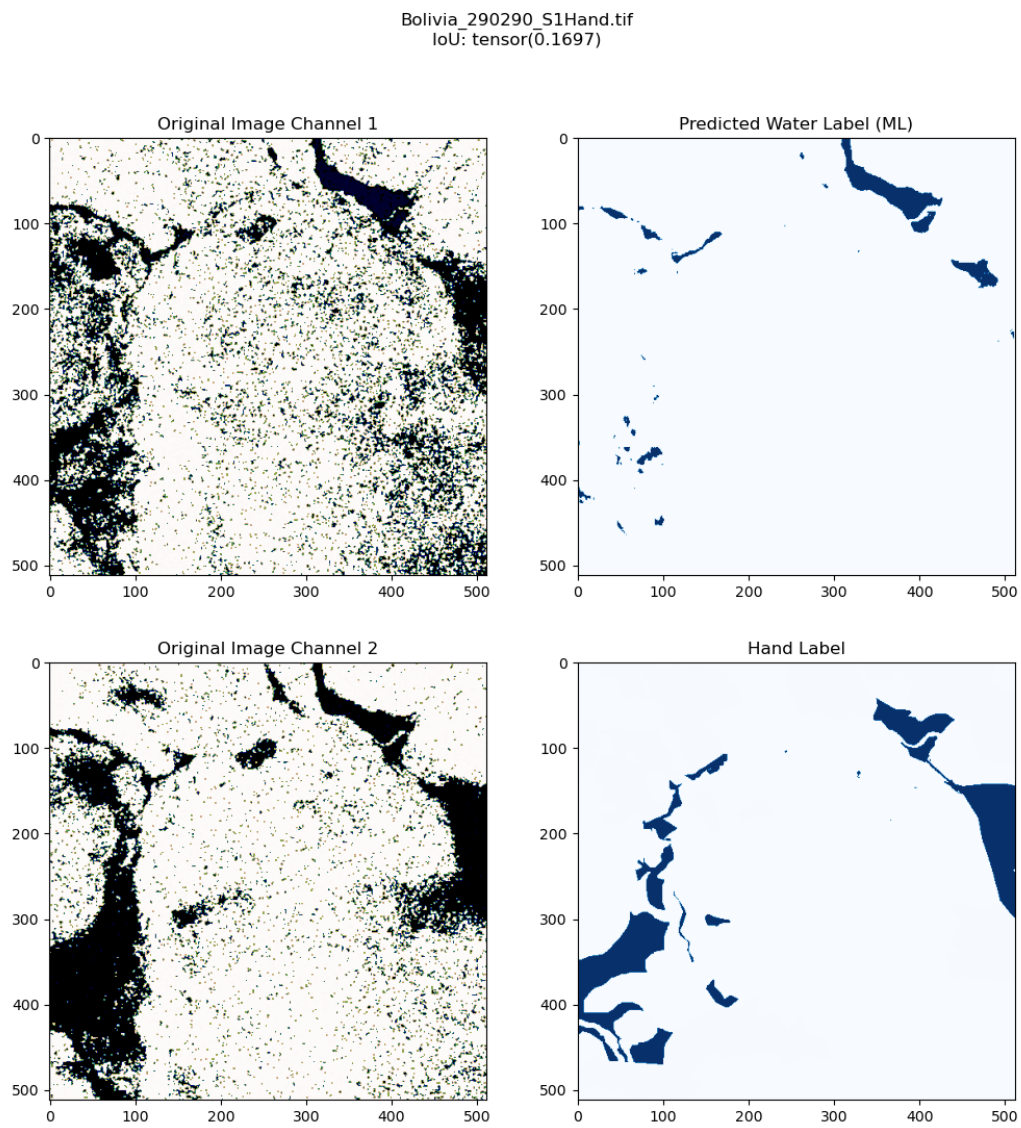 Bolivia_290290_S1Hand.tif
IoU: tensor(0.1697)
Original Image Channel 1
Predicted Water Label (ML)
0
100
200
300
400
500
0 100 200 300 400 500
0
100
200
300
400
500
0 100 200 300 400 500
Original Image Channel 2
Hand Label
0
100
200
300
400
500
0 100 200 300 400 500
0
100
200
300
400
500
0 100 200 300 400 500